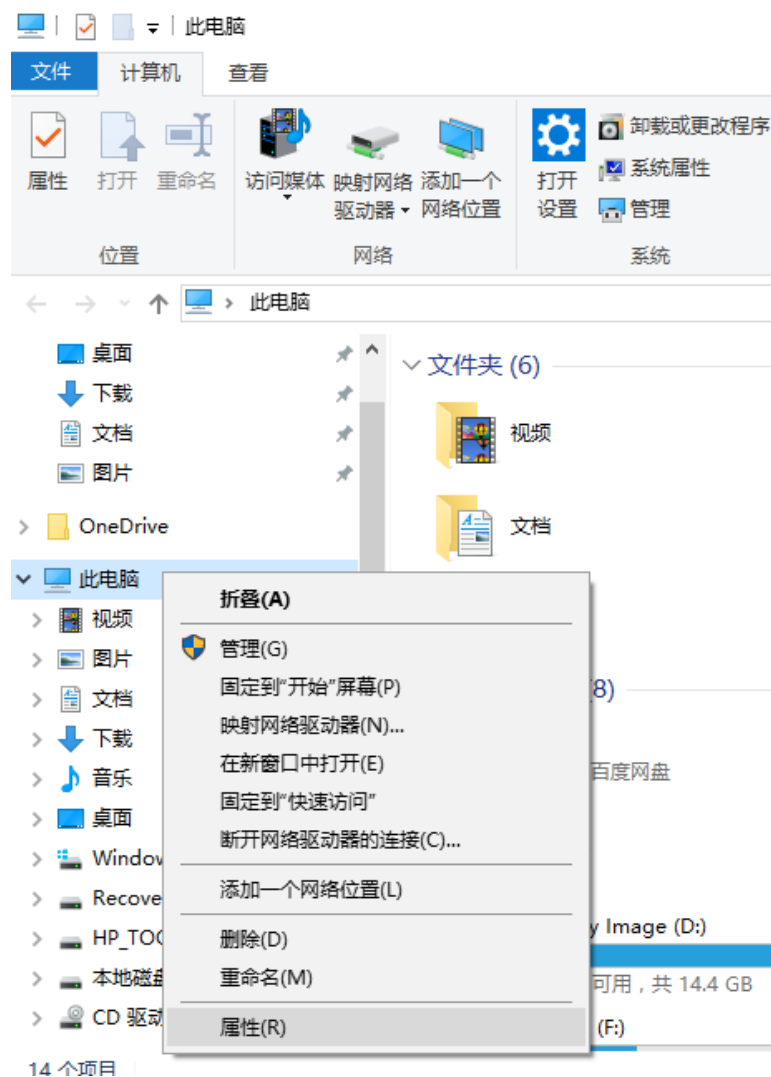 此电脑
文件 计算机 查看
属性 打开 重命名 访问媒体 映射网络驱动器 添加一个网络位置 打开设置 卸载或更改程序
系统属性
管理
位置 网络 系统
此电脑
桌面
下载
文档
图片
OneDrive
此电脑
视频
图片
文档
下载
音乐
桌面
Window
Recove
HP_TOO
本地磁盘
CD 驱动
14 个项目
折叠(A)
管理(G)
固定到"开始"屏幕(P)
映射网络驱动器(N)...
在新窗口中打开(E)
固定到"快速访问"
断开网络驱动器的连接(C)...
添加一个网络位置(L)
删除(D)
重命名(M)
属性(R)
文件夹 (6)
视频
文档
8)
百度网盘
y Image (D:)
可用，共 14.4 GB
(F:)